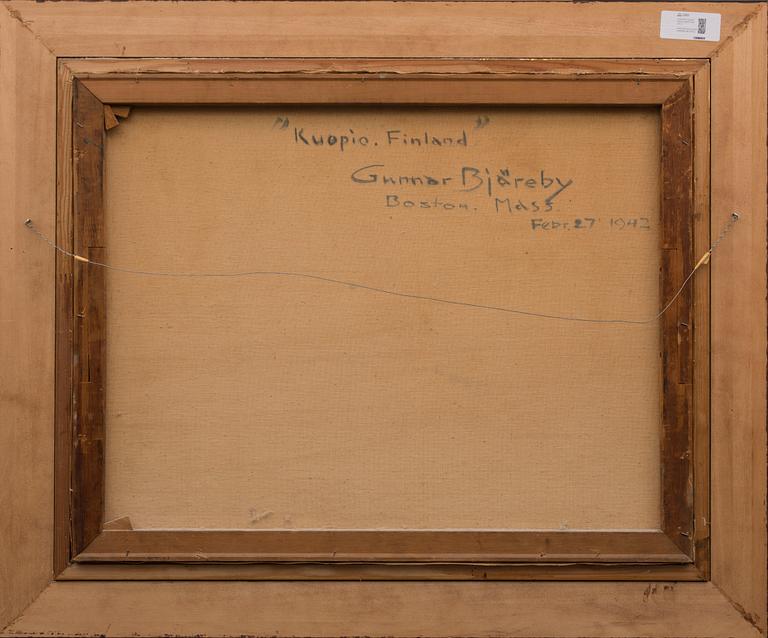 "Kuopio. Finland"
Gunnar Bjäreby
Boston. Mass.
Febr. 27 1942